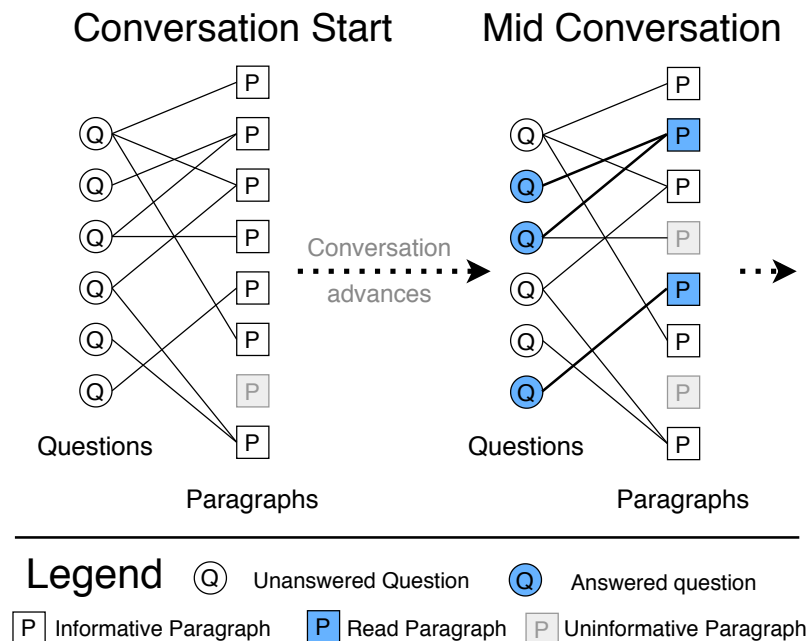 Conversation Start Mid Conversation
P P
Q P Q P
Q P Q P
Q P Q P
Conversation
Q P Q P
advances
Q P Q P
Q P Q P
P P
Questions Questions
Paragraphs Paragraphs
Legend Q Unanswered Question Q Answered question
P Informative Paragraph P Read Paragraph P Uninformative Paragraph